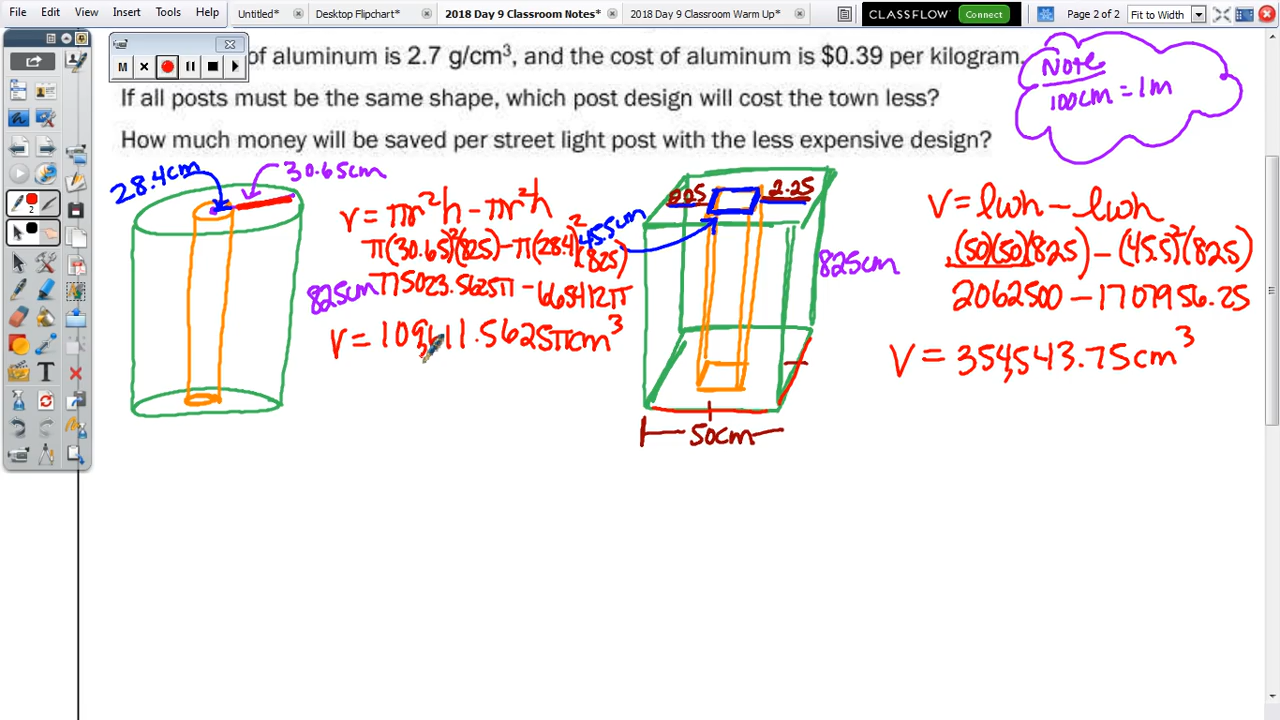 File Edit View Insert Tools Help
Untitled* Desktop Flipchart* 2018 Day 9 Classroom Notes* 2018 Day 9 Classroom Warm Up*
CLASSFLOW Connect
Page 2 of 2 Fit to Width
M
2
of aluminum is 2.7 g/cm³, and the cost of aluminum is $0.39 per kilogram.
If all posts must be the same shape, which post design will cost the town less?
How much money will be saved per street light post with the less expensive design?
Note
100cm = 1m
28.4cm
30.65cm
V = πr²h − πr²h
π(30.65)²(825) − π(28.4)²(825)
775023.5625π − 665412π
V = 109,611.5625π cm³
825cm
2.25
45.5cm
825cm
50cm
V = lwh − lwh
(50)(50)(825) − (45.5)²(825)
2062500 − 1707956.25
V = 354,543.75cm³